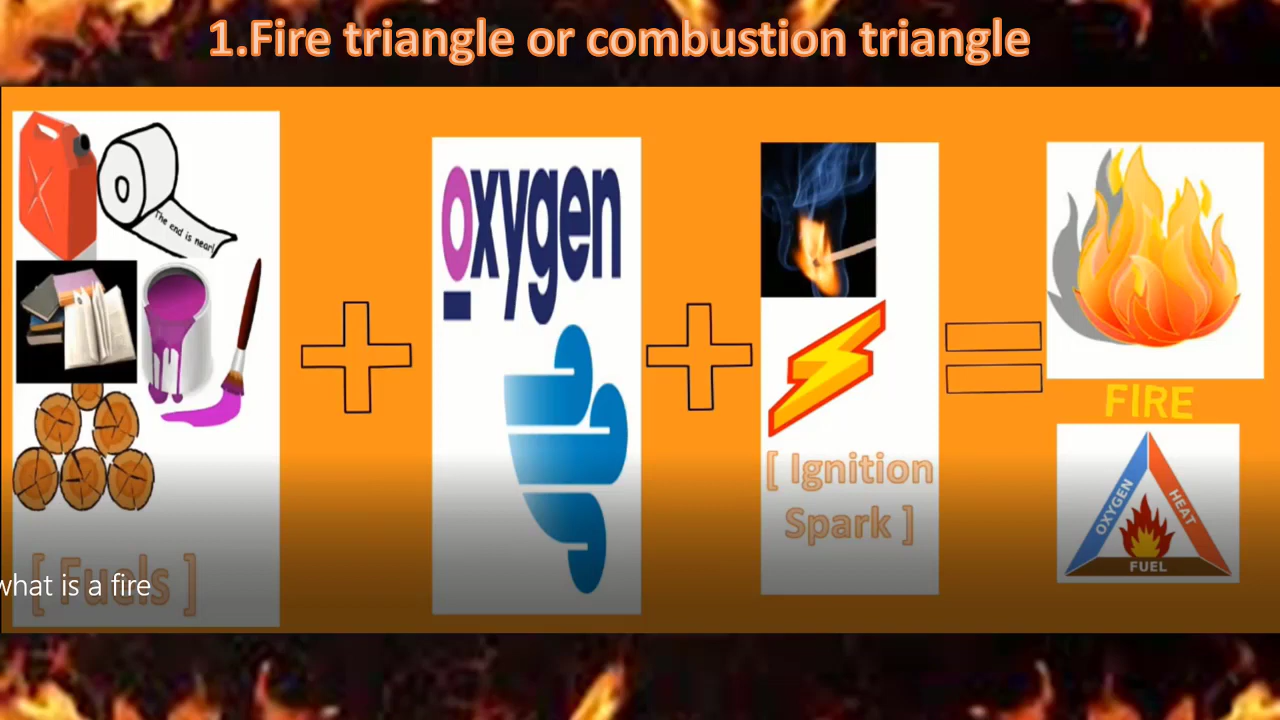 1.Fire triangle or combustion triangle
The end is near!
oxygen
[ Ignition
Spark ]
FIRE
OXYGEN
HEAT
FUEL
[ Fuels ]
what is a fire